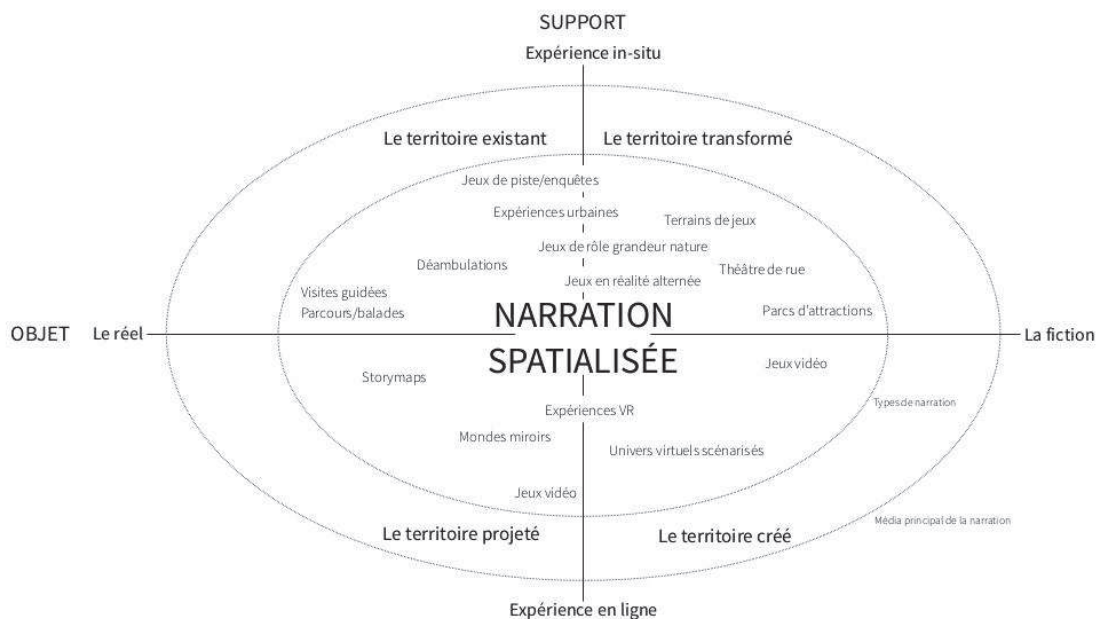 SUPPORT
Expérience in-situ
Le territoire existant
Le territoire transformé
Jeux de piste/enquêtes
Expériences urbaines
Terrains de jeux
Jeux de rôle grandeur nature
Déambulations
Théâtre de rue
Jeux en réalité alternée
Visites guidées
Parcours/balades
Parcs d'attractions
NARRATION
OBJET
Le réel
La fiction
SPATIALISÉE
Jeux vidéo
Storymaps
Types de narration
Expériences VR
Mondes miroirs
Univers virtuels scénarisés
Jeux vidéo
Média principal de la narration
Le territoire projeté
Le territoire créé
Expérience en ligne